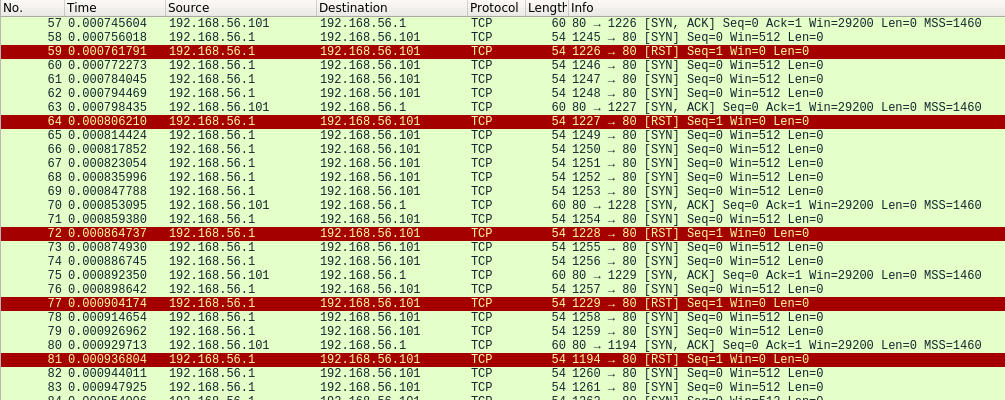 No. Time Source Destination Protocol Length Info
57 0.000745604 192.168.56.101 192.168.56.1 TCP 60 80 → 1226 [SYN, ACK] Seq=0 Ack=1 Win=29200 Len=0 MSS=1460
58 0.000756018 192.168.56.1 192.168.56.101 TCP 54 1245 → 80 [SYN] Seq=0 Win=512 Len=0
59 0.000761791 192.168.56.1 192.168.56.101 TCP 54 1226 → 80 [RST] Seq=1 Win=0 Len=0
60 0.000772273 192.168.56.1 192.168.56.101 TCP 54 1246 → 80 [SYN] Seq=0 Win=512 Len=0
61 0.000784045 192.168.56.1 192.168.56.101 TCP 54 1247 → 80 [SYN] Seq=0 Win=512 Len=0
62 0.000794469 192.168.56.1 192.168.56.101 TCP 54 1248 → 80 [SYN] Seq=0 Win=512 Len=0
63 0.000798435 192.168.56.101 192.168.56.1 TCP 60 80 → 1227 [SYN, ACK] Seq=0 Ack=1 Win=29200 Len=0 MSS=1460
64 0.000806210 192.168.56.1 192.168.56.101 TCP 54 1227 → 80 [RST] Seq=1 Win=0 Len=0
65 0.000814424 192.168.56.1 192.168.56.101 TCP 54 1249 → 80 [SYN] Seq=0 Win=512 Len=0
66 0.000817852 192.168.56.1 192.168.56.101 TCP 54 1250 → 80 [SYN] Seq=0 Win=512 Len=0
67 0.000823054 192.168.56.1 192.168.56.101 TCP 54 1251 → 80 [SYN] Seq=0 Win=512 Len=0
68 0.000835996 192.168.56.1 192.168.56.101 TCP 54 1252 → 80 [SYN] Seq=0 Win=512 Len=0
69 0.000847788 192.168.56.1 192.168.56.101 TCP 54 1253 → 80 [SYN] Seq=0 Win=512 Len=0
70 0.000853095 192.168.56.101 192.168.56.1 TCP 60 80 → 1228 [SYN, ACK] Seq=0 Ack=1 Win=29200 Len=0 MSS=1460
71 0.000859380 192.168.56.1 192.168.56.101 TCP 54 1254 → 80 [SYN] Seq=0 Win=512 Len=0
72 0.000864737 192.168.56.1 192.168.56.101 TCP 54 1228 → 80 [RST] Seq=1 Win=0 Len=0
73 0.000874930 192.168.56.1 192.168.56.101 TCP 54 1255 → 80 [SYN] Seq=0 Win=512 Len=0
74 0.000886745 192.168.56.1 192.168.56.101 TCP 54 1256 → 80 [SYN] Seq=0 Win=512 Len=0
75 0.000892350 192.168.56.101 192.168.56.1 TCP 60 80 → 1229 [SYN, ACK] Seq=0 Ack=1 Win=29200 Len=0 MSS=1460
76 0.000898642 192.168.56.1 192.168.56.101 TCP 54 1257 → 80 [SYN] Seq=0 Win=512 Len=0
77 0.000904174 192.168.56.1 192.168.56.101 TCP 54 1229 → 80 [RST] Seq=1 Win=0 Len=0
78 0.000914654 192.168.56.1 192.168.56.101 TCP 54 1258 → 80 [SYN] Seq=0 Win=512 Len=0
79 0.000926962 192.168.56.1 192.168.56.101 TCP 54 1259 → 80 [SYN] Seq=0 Win=512 Len=0
80 0.000929713 192.168.56.101 192.168.56.1 TCP 60 80 → 1194 [SYN, ACK] Seq=0 Ack=1 Win=29200 Len=0 MSS=1460
81 0.000936804 192.168.56.1 192.168.56.101 TCP 54 1194 → 80 [RST] Seq=1 Win=0 Len=0
82 0.000944011 192.168.56.1 192.168.56.101 TCP 54 1260 → 80 [SYN] Seq=0 Win=512 Len=0
83 0.000947925 192.168.56.1 192.168.56.101 TCP 54 1261 → 80 [SYN] Seq=0 Win=512 Len=0